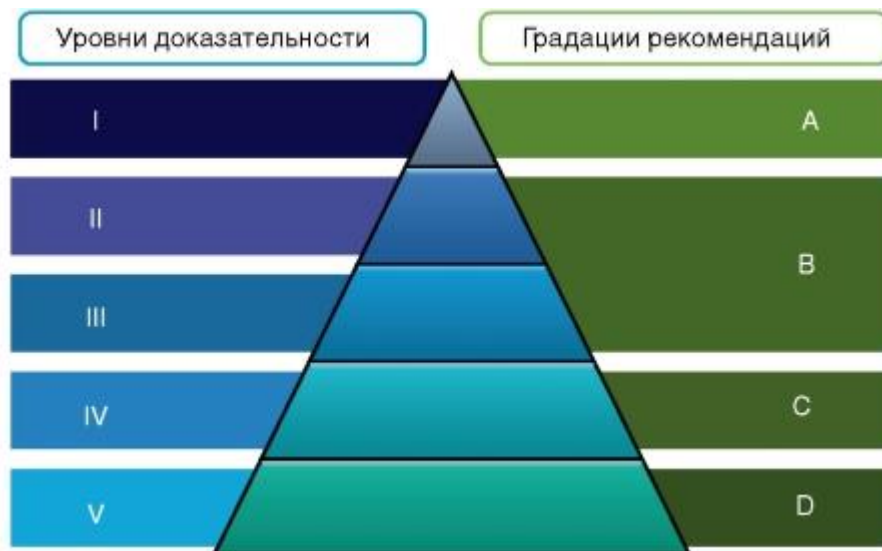 Уровни доказательности
Градации рекомендаций
I
A
II
B
III
IV
C
V
D